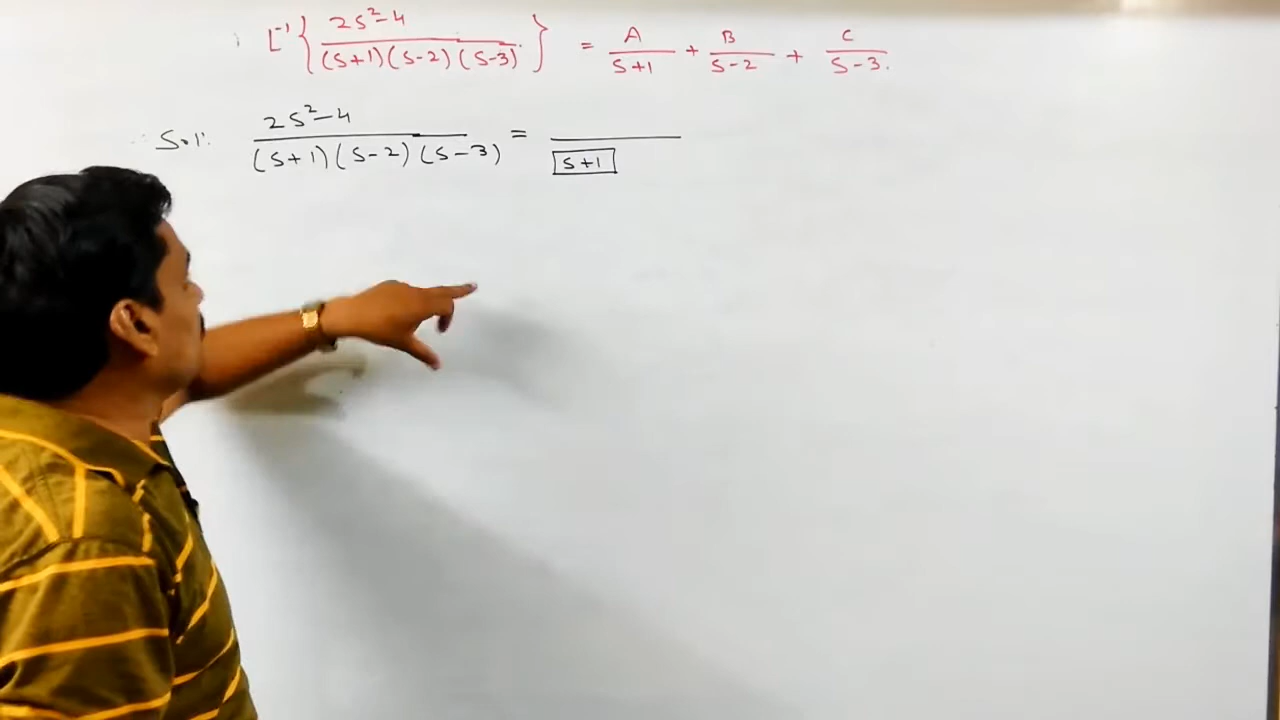 L⁻¹{ (2s²-4)/((s+1)(s-2)(s-3)) } = A/(s+1) + B/(s-2) + C/(s-3).
Sol: (2s²-4)/((s+1)(s-2)(s-3)) = /(s+1)